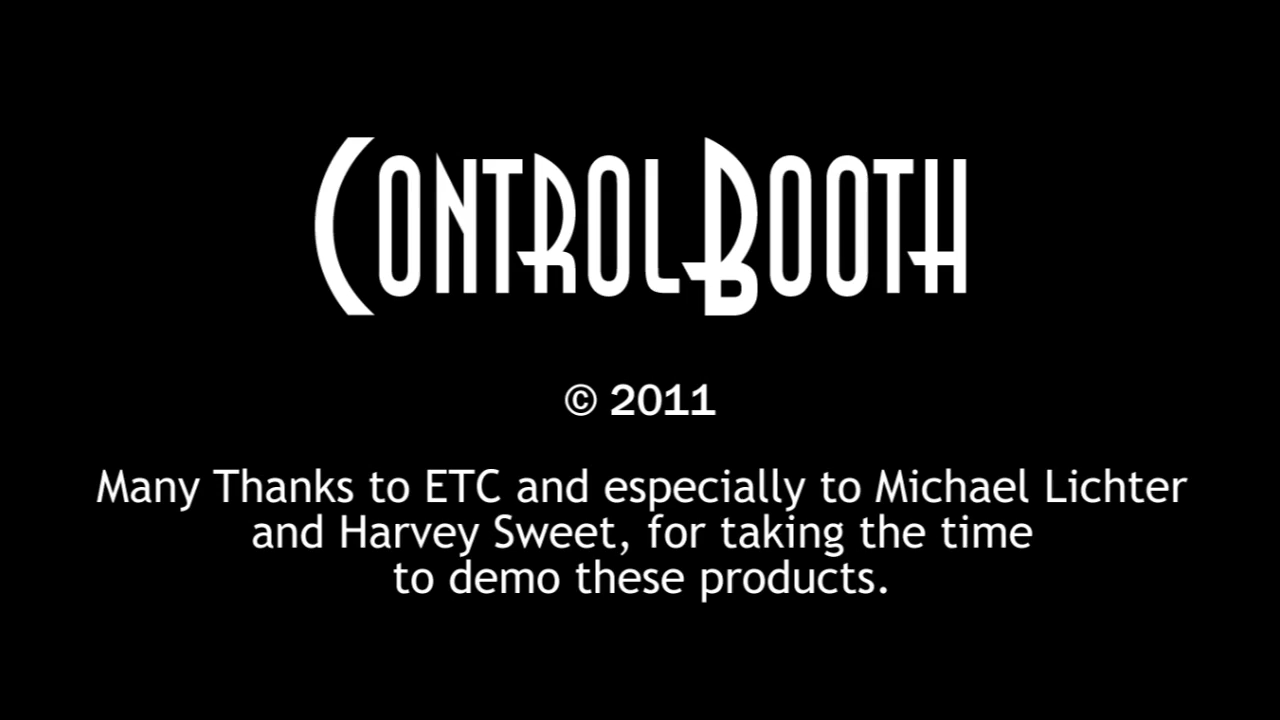 ControlBooth
© 2011
Many Thanks to ETC and especially to Michael Lichter
and Harvey Sweet, for taking the time
to demo these products.